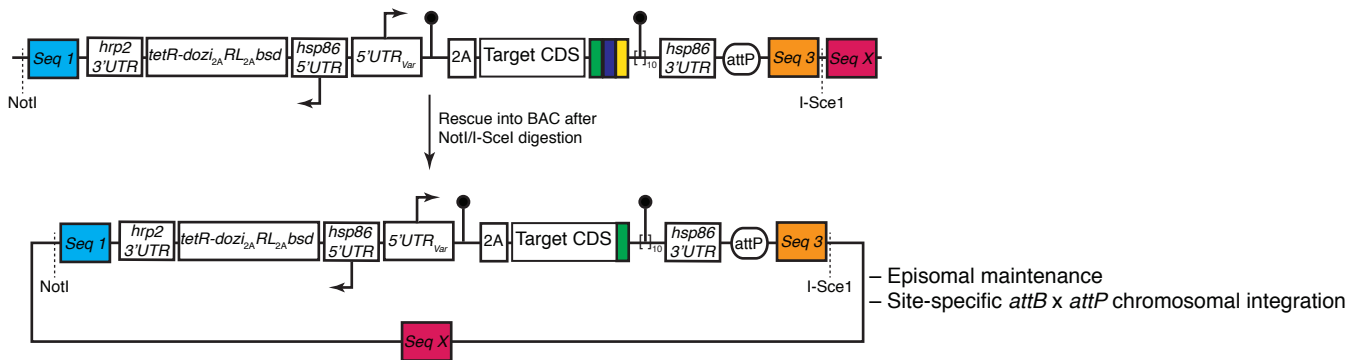 Seq 1
hrp2
3'UTR
tetR-dozi2ARL2Absd
hsp86
5'UTR
5'UTRVar
2A
Target CDS
[ ]10
hsp86
3'UTR
attP
Seq 3
Seq X
NotI
I-Sce1
Rescue into BAC after
NotI/I-SceI digestion
Seq 1
hrp2
3'UTR
tetR-dozi2ARL2Absd
hsp86
5'UTR
5'UTRVar
2A
Target CDS
[ ]10
hsp86
3'UTR
attP
Seq 3
NotI
I-Sce1
– Episomal maintenance
– Site-specific attB x attP chromosomal integration
Seq X